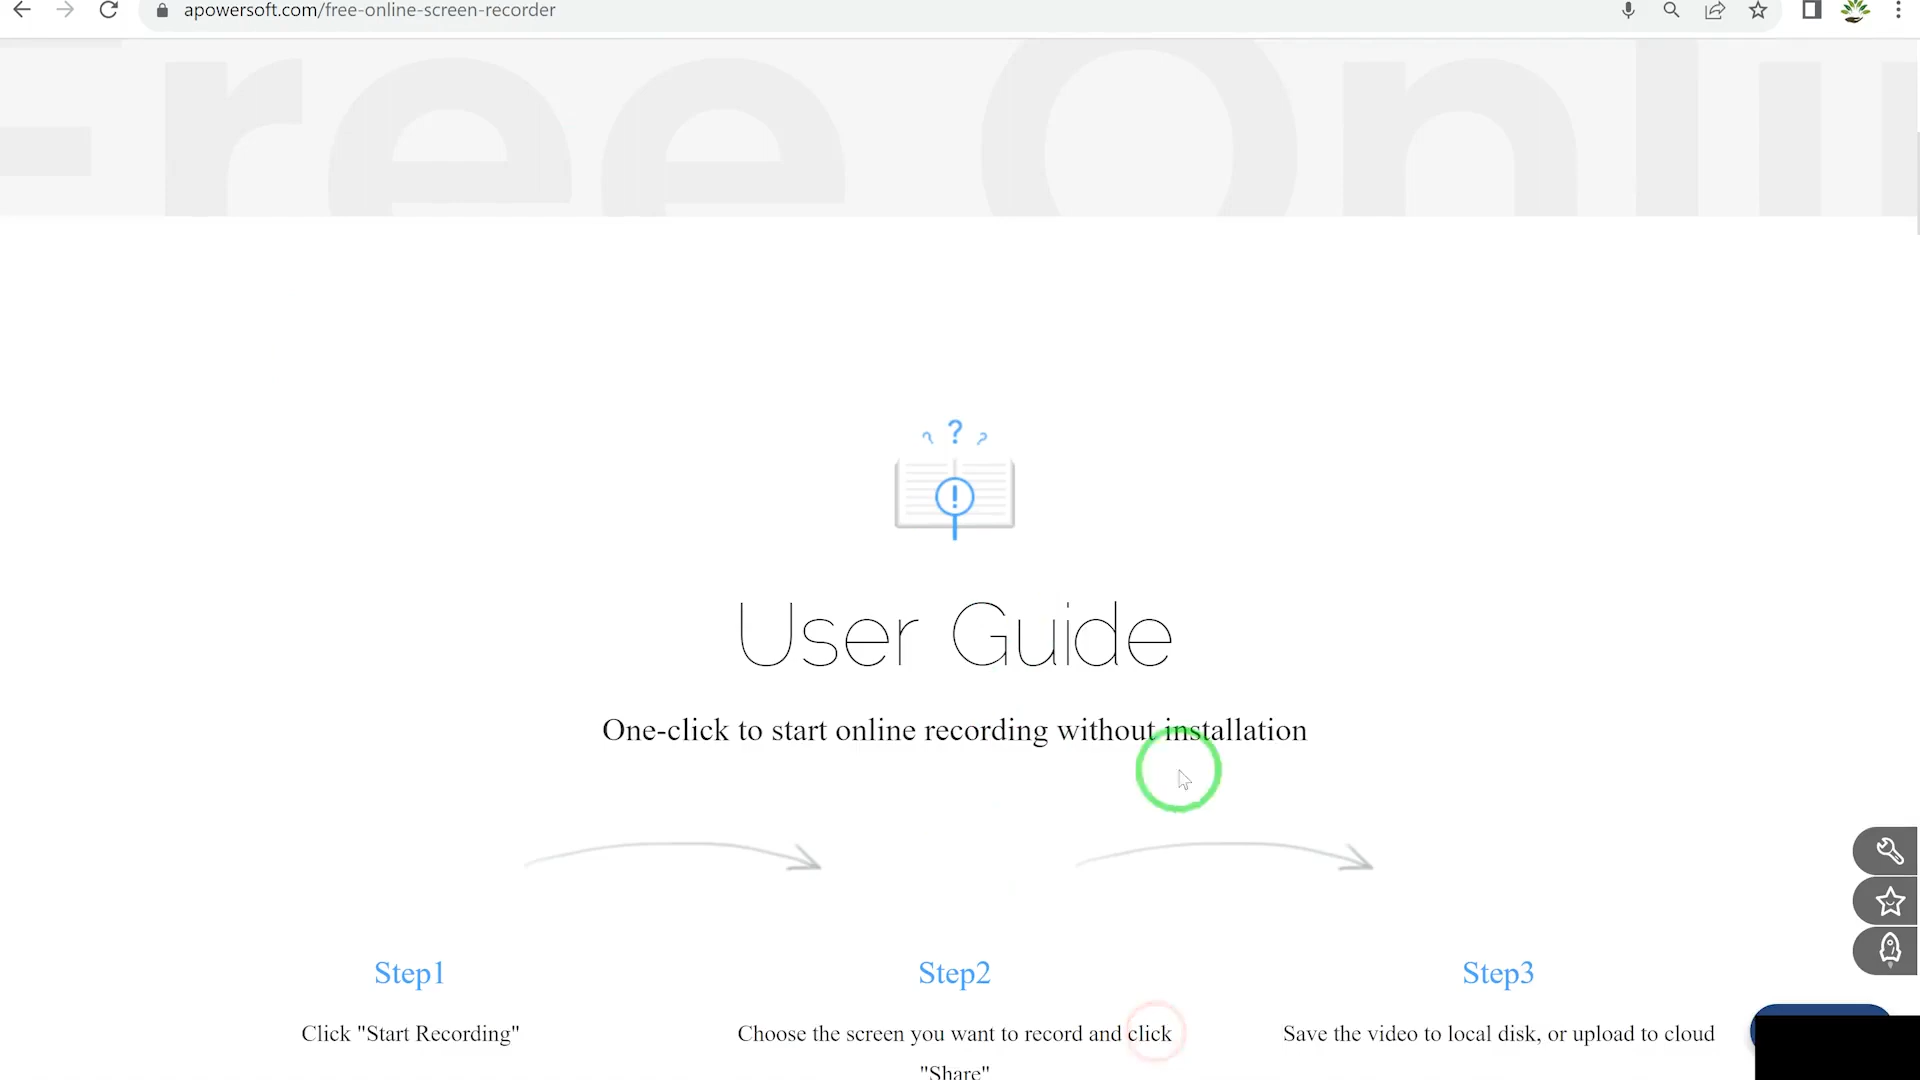 apowersoft.com/free-online-screen-recorder
Free Onli
? ? ?
!
User Guide
One-click to start online recording without installation
Step1
Step2
Step3
Click "Start Recording"
Choose the screen you want to record and click
"Share"
Save the video to local disk, or upload to cloud